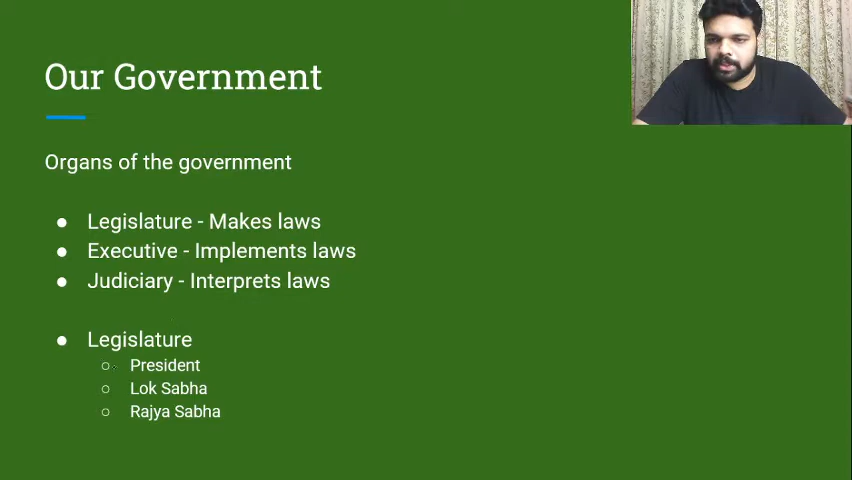 Our Government
Organs of the government
● Legislature - Makes laws
● Executive - Implements laws
● Judiciary - Interprets laws
● Legislature
○ President
○ Lok Sabha
○ Rajya Sabha